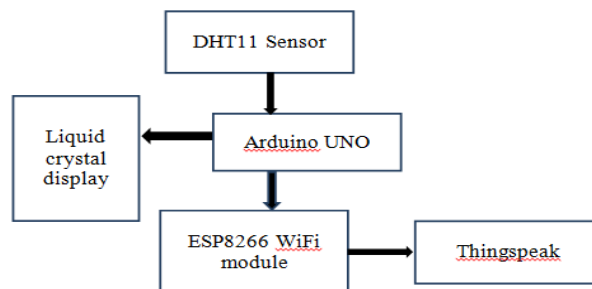 DHT11 Sensor
Liquid
crystal
display
Arduino UNO
ESP8266 WiFi
module
Thingspeak